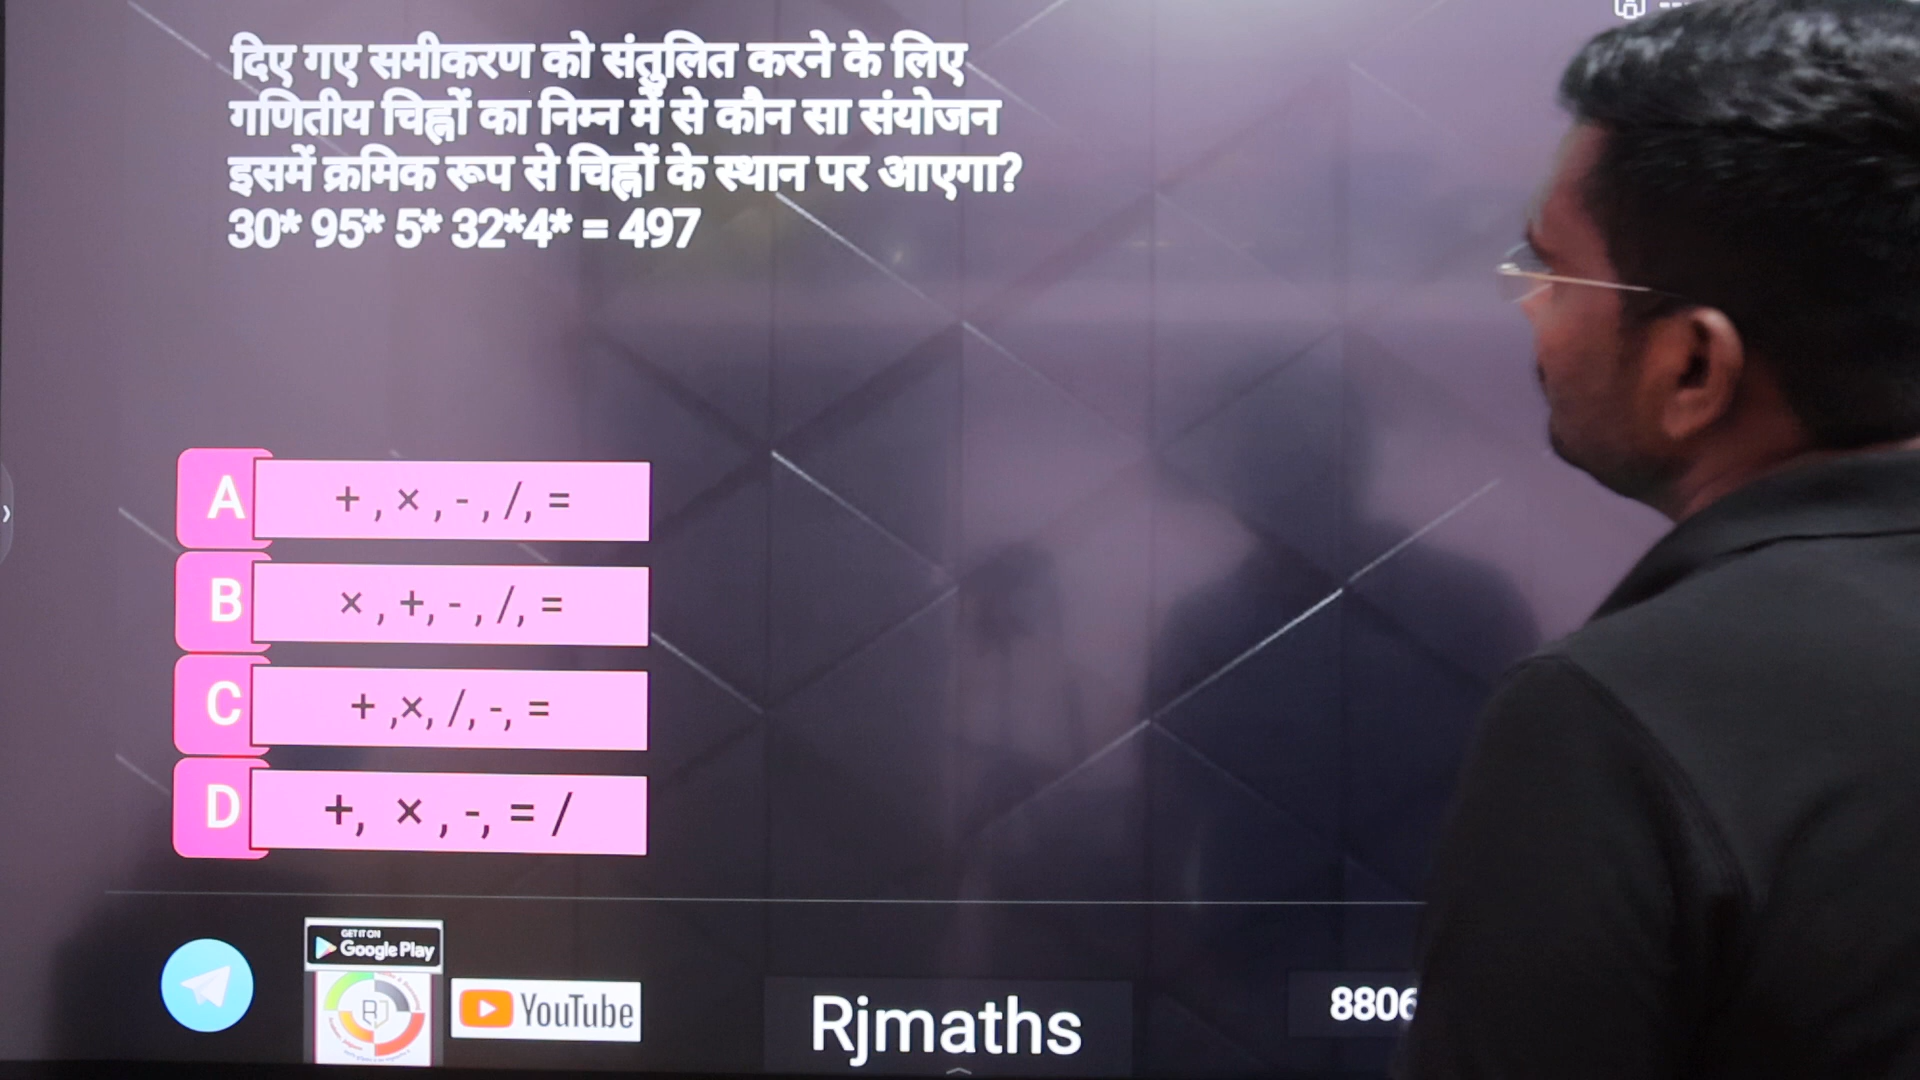 दिए गए समीकरण को संतुलित करने के लिए
गणितीय चिह्नों का निम्न में से कौन सा संयोजन
इसमें क्रमिक रूप से चिह्नों के स्थान पर आएगा?
30* 95* 5* 32*4* = 497
A + , × , - , /, =
B × , +, - , /, =
C + ,×, /, -, =
D +, × , -, = /
GET IT ON
Google Play
RJ
YouTube
Rjmaths
8806